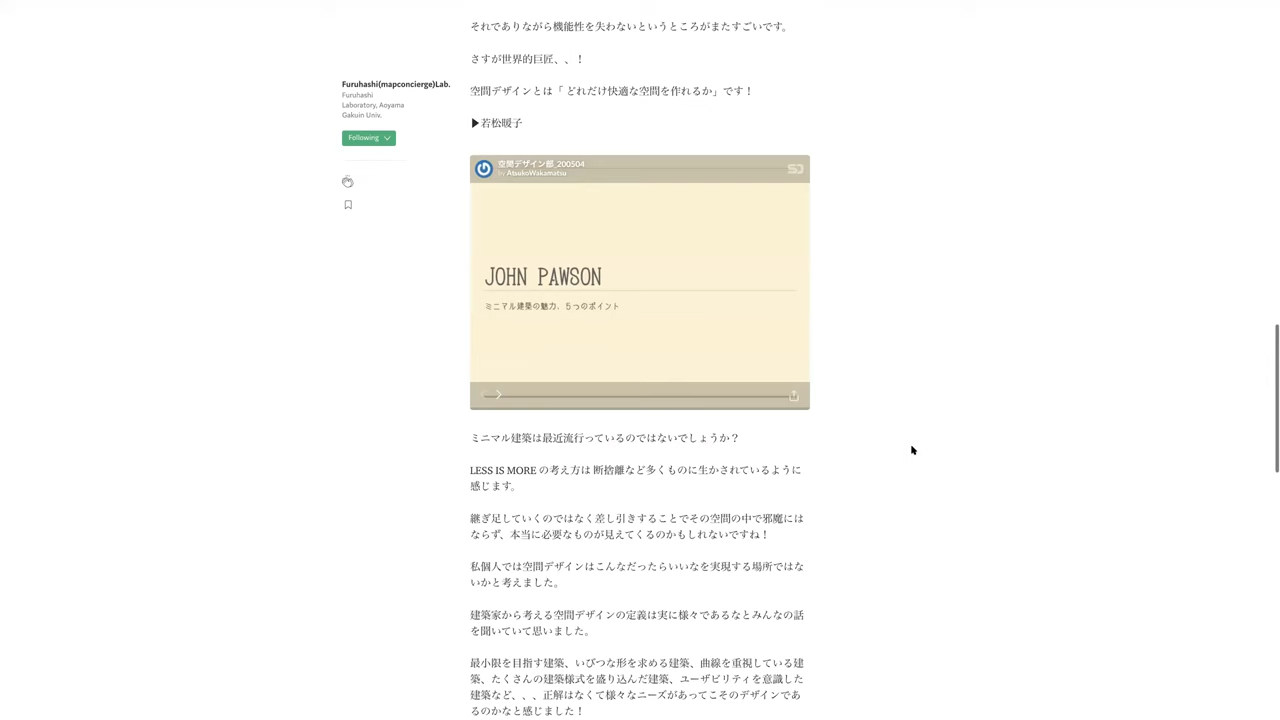 それでありながら機能性を失わないというところがまたすごいです。
さすが世界的巨匠、、！
空間デザインとは「 どれだけ快適な空間を作れるか」です！
▶若松暖子
Furuhashi(mapconcierge)Lab.
Furuhashi
Laboratory, Aoyama
Gakuin Univ.
Following
空間デザイン部_200504
by AtsukoWakamatsu
JOHN PAWSON
ミニマル建築の魅力、５つのポイント
ミニマル建築は最近流行っているのではないでしょうか？
LESS IS MORE の考え方は 断捨離など多くものに生かされているように
感じます。
継ぎ足していくのではなく差し引きすることでその空間の中で邪魔には
ならず、本当に必要なものが見えてくるのかもしれないですね！
私個人では空間デザインはこんなだったらいいなを実現する場所ではな
いかと考えました。
建築家から考える空間デザインの定義は実に様々であるなとみんなの話
を聞いていて思いました。
最小限を目指す建築、いびつな形を求める建築、曲線を重視している建
築、たくさんの建築様式を盛り込んだ建築、ユーザビリティを意識した
建築など、、、正解はなくて様々なニーズがあってこそのデザインであ
るのかなと感じました！